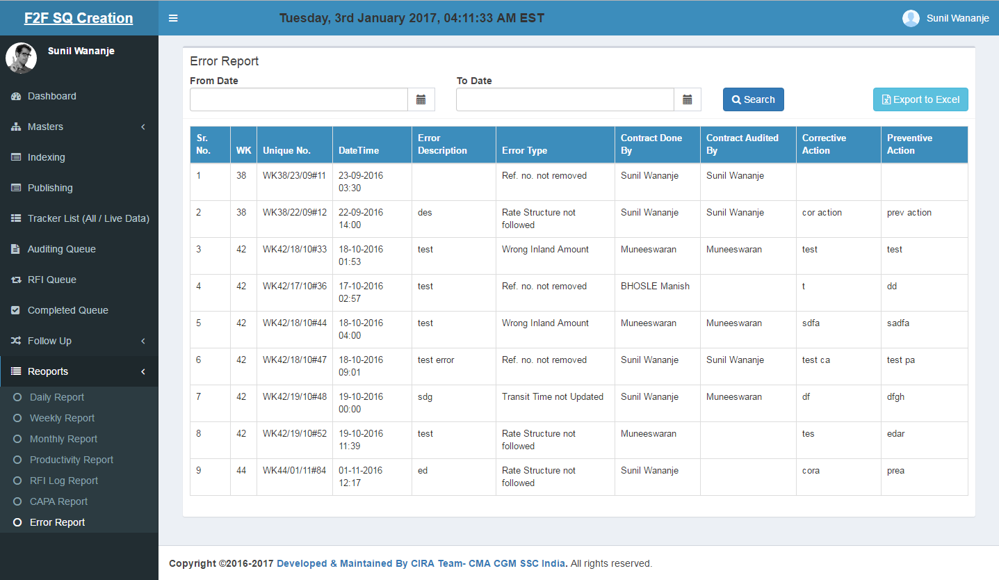 F2F SQ Creation
Tuesday, 3rd January 2017, 04:11:33 AM EST
Sunil Wananje
Sunil Wananje
Dashboard
Masters
Indexing
Publishing
Tracker List (All / Live Data)
Auditing Queue
RFI Queue
Completed Queue
Follow Up
Reoports
Daily Report
Weekly Report
Monthly Report
Productivity Report
RFI Log Report
CAPA Report
Error Report
Error Report
From Date To Date
Search Export to Excel
Sr. No. WK Unique No. DateTime Error Description Error Type Contract Done By Contract Audited By Corrective Action Preventive Action
1 38 WK38/23/09#11 23-09-2016 03:30 Ref. no. not removed Sunil Wananje Sunil Wananje
2 38 WK38/22/09#12 22-09-2016 14:00 des Rate Structure not followed Sunil Wananje Sunil Wananje cor action prev action
3 42 WK42/18/10#33 18-10-2016 01:53 test Wrong Inland Amount Muneeswaran Muneeswaran test test
4 42 WK42/17/10#36 17-10-2016 02:57 test Ref. no. not removed BHOSLE Manish t dd
5 42 WK42/18/10#44 18-10-2016 04:00 test Wrong Inland Amount Muneeswaran Muneeswaran sdfa sadfa
6 42 WK42/18/10#47 18-10-2016 09:01 test error Ref. no. not removed Sunil Wananje Sunil Wananje test ca test pa
7 42 WK42/19/10#48 19-10-2016 00:00 sdg Transit Time not Updated Sunil Wananje Muneeswaran df dfgh
8 42 WK42/19/10#52 19-10-2016 11:39 test Rate Structure not followed Muneeswaran tes edar
9 44 WK44/01/11#84 01-11-2016 12:17 ed Rate Structure not followed Sunil Wananje cora prea
Copyright ©2016-2017 Developed & Maintained By CIRA Team- CMA CGM SSC India. All rights reserved.